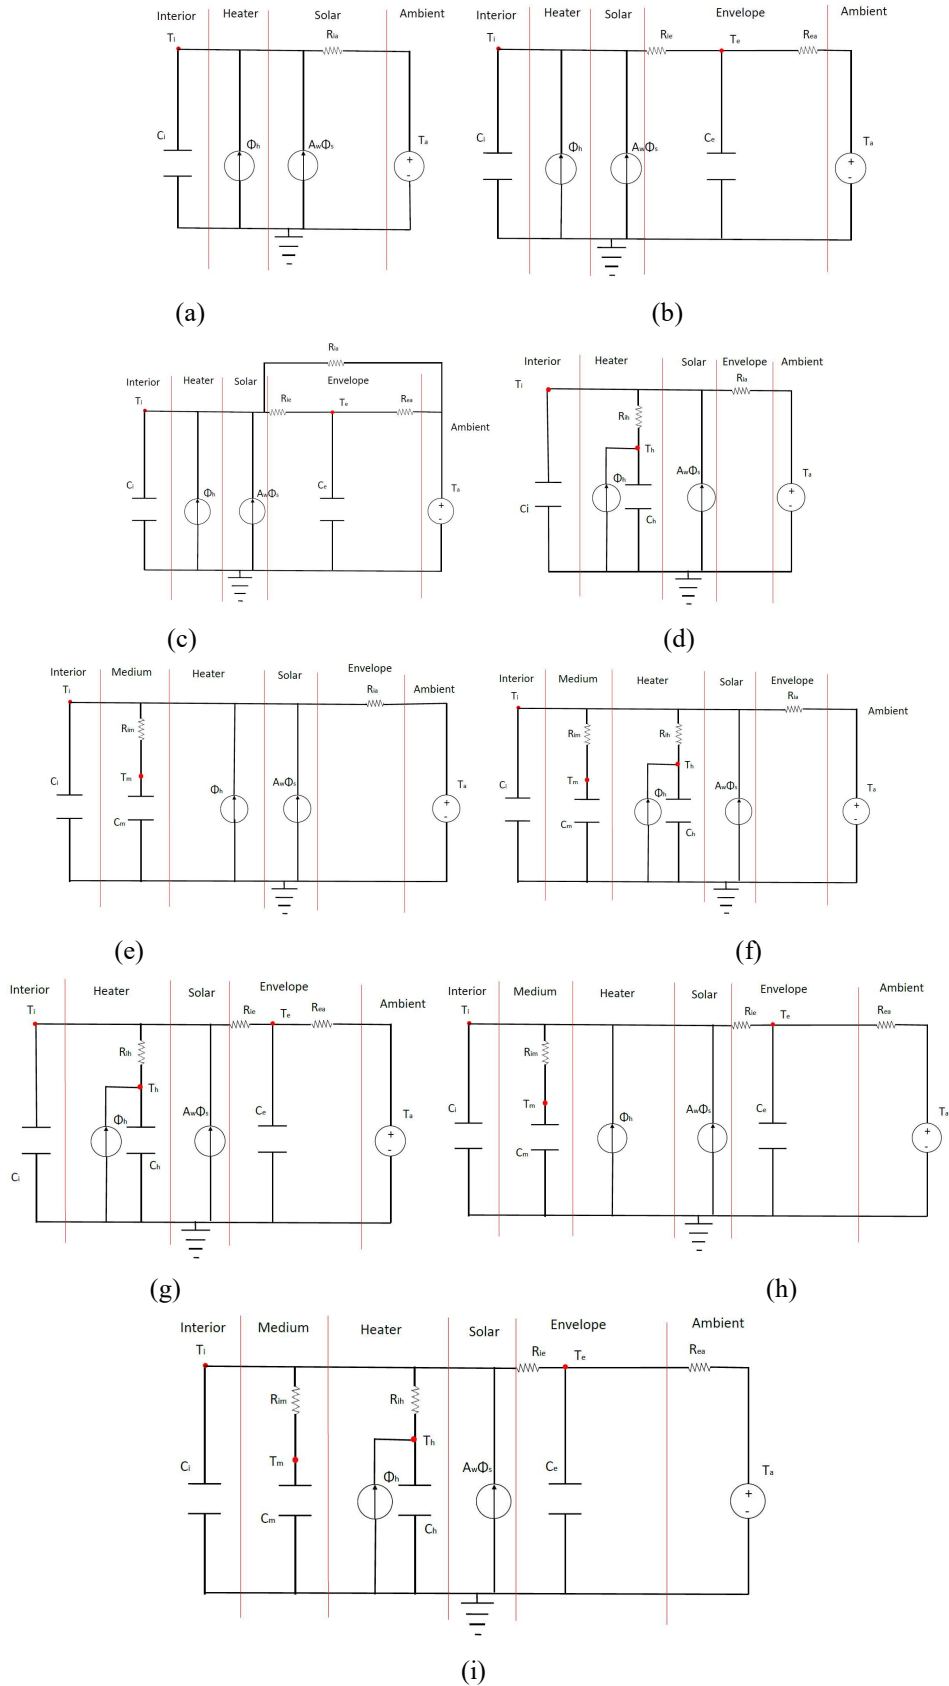 Interior Heater Solar Ambient
Ti
Ria
Ci
Φh
AwΦs
Ta
+
-
(a)
Interior Heater Solar Envelope Ambient
Ti
Rie
Te
Rea
Ci
Φh
AwΦs
Ce
Ta
+
-
(b)
Ria
Interior Heater Solar Envelope
Ti
Rie
Te
Rea
Ambient
Ci
Φh
AwΦs
Ce
Ta
+
-
(c)
Interior Heater Solar Envelope Ambient
Ti
Ria
Rih
Th
Ci
Φh
Ch
AwΦs
Ta
+
-
(d)
Interior Medium Heater Solar Envelope Ambient
Ti
Ria
Rim
Tm
Ci
Cm
Φh
AwΦs
Ta
+
-
(e)
Interior Medium Heater Solar Envelope
Ti
Ria
Ambient
Rim
Rih
Tm
Th
Ci
Cm
Φh
Ch
AwΦs
Ta
+
-
(f)
Interior Heater Solar Envelope Ambient
Ti
Rie
Te
Rea
Rih
Th
Ci
Φh
Ch
AwΦs
Ce
Ta
+
-
(g)
Interior Medium Heater Solar Envelope Ambient
Ti
Rie
Te
Rea
Rim
Tm
Ci
Cm
Φh
AwΦs
Ce
Ta
+
-
(h)
Interior Medium Heater Solar Envelope Ambient
Ti
Rie
Te
Rea
Rim
Rih
Tm
Th
Ci
Cm
Φh
Ch
AwΦs
Ce
Ta
+
-
(i)